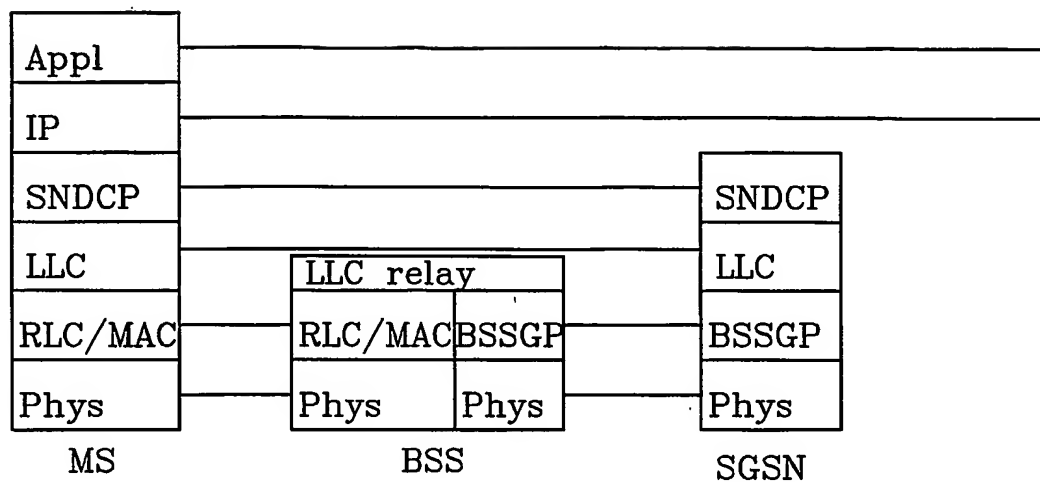 Appl
IP
SNDCP
SNDCP
LLC
LLC
LLC relay
RLC/MAC
RLC/MAC
BSSGP
BSSGP
Phys
Phys
Phys
Phys
MS
BSS
SGSN